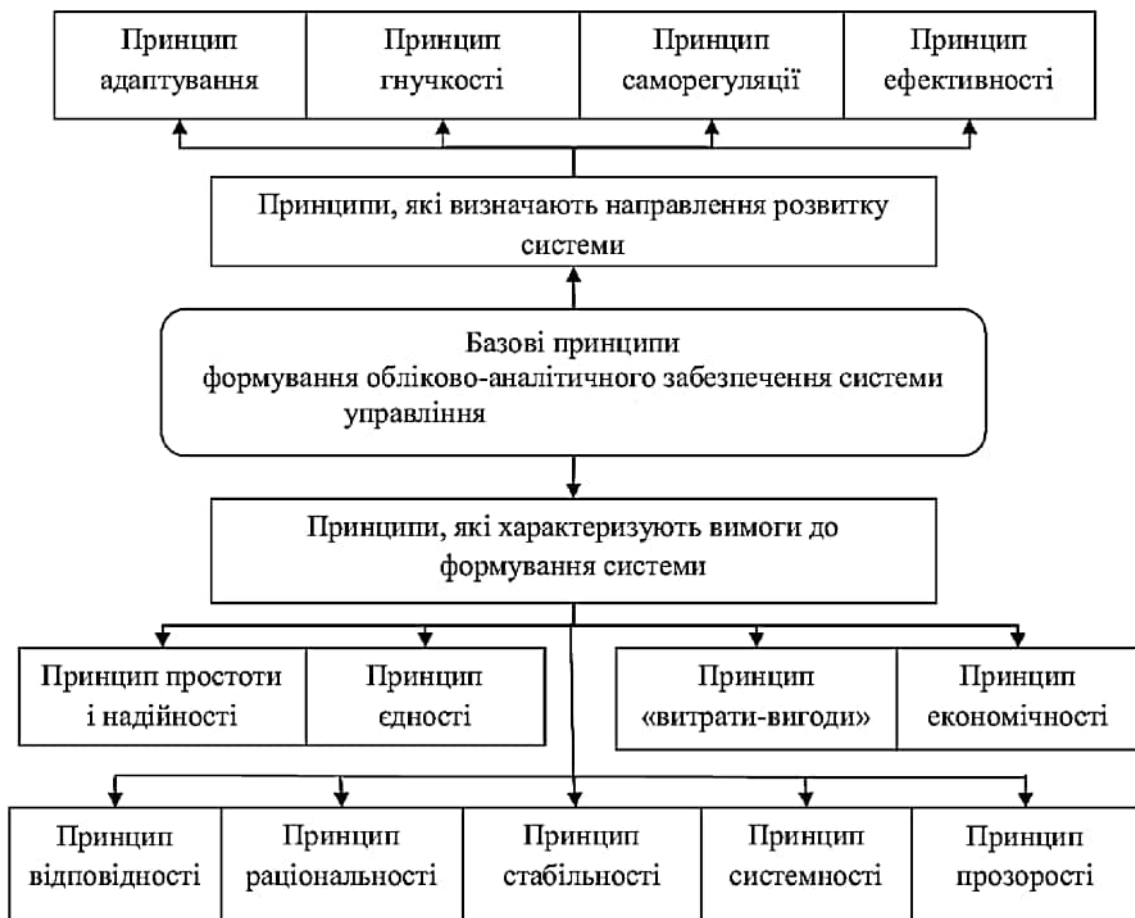 Принцип
адаптування
Принцип
гнучкості
Принцип
саморегуляції
Принцип
ефективності
Принципи, які визначають направлення розвитку
системи
Базові принципи
формування обліково-аналітичного забезпечення системи
управління
Принципи, які характеризують вимоги до
формування системи
Принцип простоти
і надійності
Принцип
єдності
Принцип
«витрати-вигоди»
Принцип
економічності
Принцип
відповідності
Принцип
раціональності
Принцип
стабільності
Принцип
системності
Принцип
прозорості